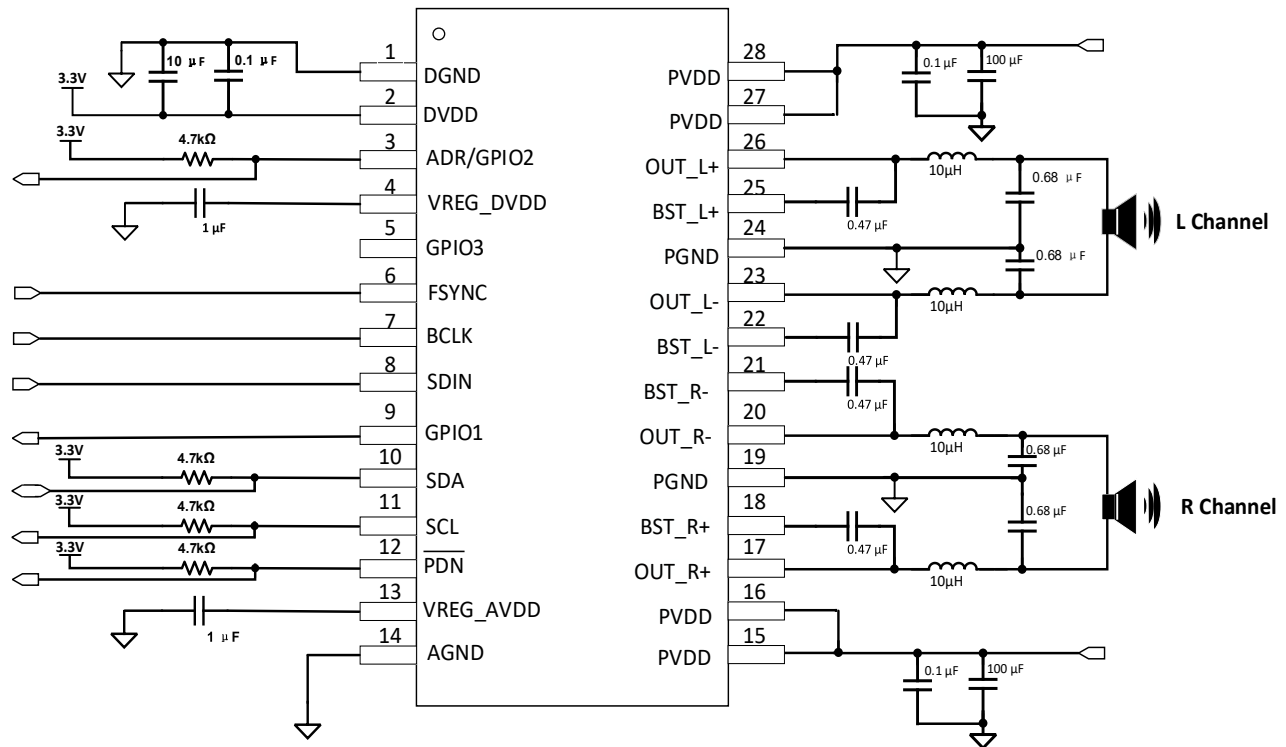 1
DGND
2
DVDD
3
ADR/GPIO2
4
VREG_DVDD
5
GPIO3
6
FSYNC
7
BCLK
8
SDIN
9
GPIO1
10
SDA
11
SCL
12
PDN
13
VREG_AVDD
14
AGND
10 μF
0.1 μF
3.3V
3.3V
4.7kΩ
1 μF
3.3V
4.7kΩ
3.3V
4.7kΩ
3.3V
4.7kΩ
1 μF
28
PVDD
27
PVDD
26
OUT_L+
25
BST_L+
24
PGND
23
OUT_L-
22
BST_L-
21
BST_R-
20
OUT_R-
19
PGND
18
BST_R+
17
OUT_R+
16
PVDD
15
PVDD
0.1 μF
100 μF
10μH
0.68 μF
0.47 μF
L Channel
0.68 μF
10μH
0.47 μF
0.47 μF
10μH
0.68 μF
R Channel
0.68 μF
0.47 μF
10μH
0.1 μF
100 μF